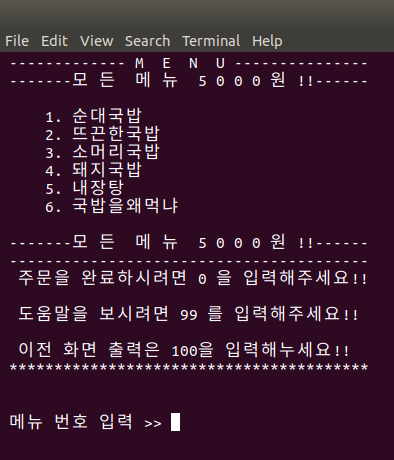 File Edit View Search Terminal Help
------------- M E N U ---------------
-------모 든 메 뉴 5 0 0 0 원 !!------
1. 순대국밥
2. 뜨끈한국밥
3. 소머리국밥
4. 돼지국밥
5. 내장탕
6. 국밥을왜먹냐
-------모 든 메 뉴 5 0 0 0 원 !!------
----------------------------------------
주문을 완료하시려면 0 을 입력해주세요!!
도움말을 보시려면 99 를 입력해주세요!!
이전 화면 출력은 100을 입력해누세요!!
****************************************
메뉴 번호 입력 >>